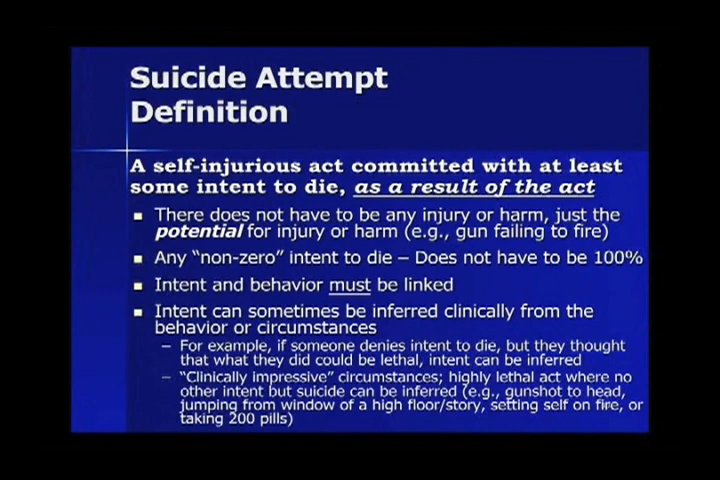 Suicide Attempt
Definition
A self-injurious act committed with at least
some intent to die, as a result of the act
■ There does not have to be any injury or harm, just the
potential for injury or harm (e.g., gun failing to fire)
■ Any “non-zero” intent to die – Does not have to be 100%
■ Intent and behavior must be linked
■ Intent can sometimes be inferred clinically from the
behavior or circumstances
– For example, if someone denies intent to die, but they thought
that what they did could be lethal, intent can be inferred
– “Clinically impressive” circumstances; highly lethal act where no
other intent but suicide can be inferred (e.g., gunshot to head,
jumping from window of a high floor/story, setting self on fire, or
taking 200 pills)